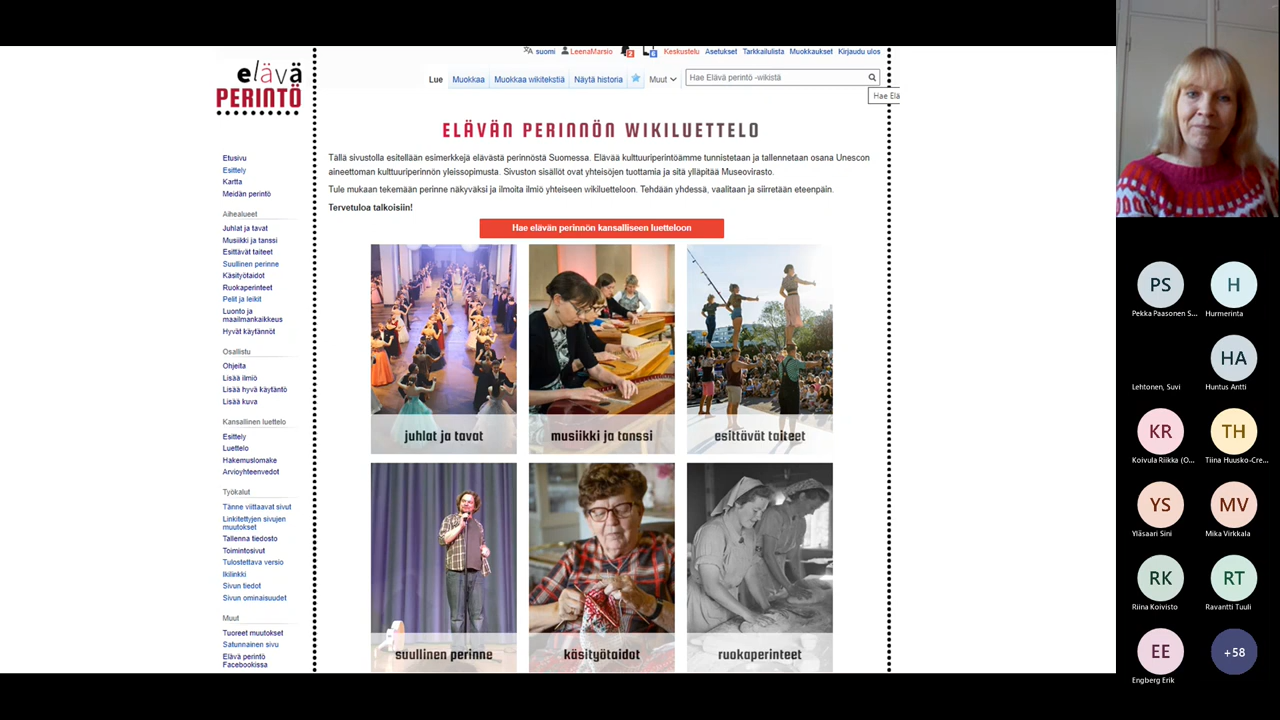 elävä
PERINTÖ
suomi LeenaMarsio 2 6 Keskustelu Asetukset Tarkkailulista Muokkaukset Kirjaudu ulos
Lue Muokkaa Muokkaa wikitekstiä Näytä historia Muut Hae Elävä perintö -wikistä
Hae Elä
ELÄVÄN PERINNÖN WIKILUETTELO
Tällä sivustolla esitellään esimerkkejä elävästä perinnöstä Suomessa. Elävää kulttuuriperintöämme tunnistetaan ja tallennetaan osana Unescon
aineettoman kulttuuriperinnön yleissopimusta. Sivuston sisällöt ovat yhteisöjen tuottamia ja sitä ylläpitää Museovirasto.
Tule mukaan tekemään perinne näkyväksi ja ilmoita ilmiö yhteiseen wikiluetteloon. Tehdään yhdessä, vaalitaan ja siirretään eteenpäin.
Tervetuloa talkoisiin!
Hae elävän perinnön kansalliseen luetteloon
juhlat ja tavat
musiikki ja tanssi
esittävät taiteet
suullinen perinne
käsityötaidot
ruokaperinteet
Etusivu
Esittely
Kartta
Meidän perintö
Aihealueet
Juhlat ja tavat
Musiikki ja tanssi
Esittävät taiteet
Suullinen perinne
Käsityötaidot
Ruokaperinteet
Pelit ja leikit
Luonto ja
maailmankaikkeus
Hyvät käytännöt
Osallistu
Ohjeita
Lisää ilmiö
Lisää hyvä käytäntö
Lisää kuva
Kansallinen luettelo
Esittely
Luettelo
Hakemuslomake
Arvioyhteenvedot
Työkalut
Tänne viittaavat sivut
Linkitettyjen sivujen
muutokset
Tallenna tiedosto
Toimintosivut
Tulostettava versio
Ikilinkki
Sivun tiedot
Sivun ominaisuudet
Muut
Tuoreet muutokset
Satunnainen sivu
Elävä perintö
Facebookissa
PS H
Pekka Paasonen S... Hurmerinta
HA
Lehtonen, Suvi Huntus Antti
KR TH
Koivula Riikka (O... Tiina Huusko-Cre...
YS MV
Yläsaari Sini Mika Virkkala
RK RT
Riina Koivisto Ravantti Tuuli
EE +58
Engberg Erik